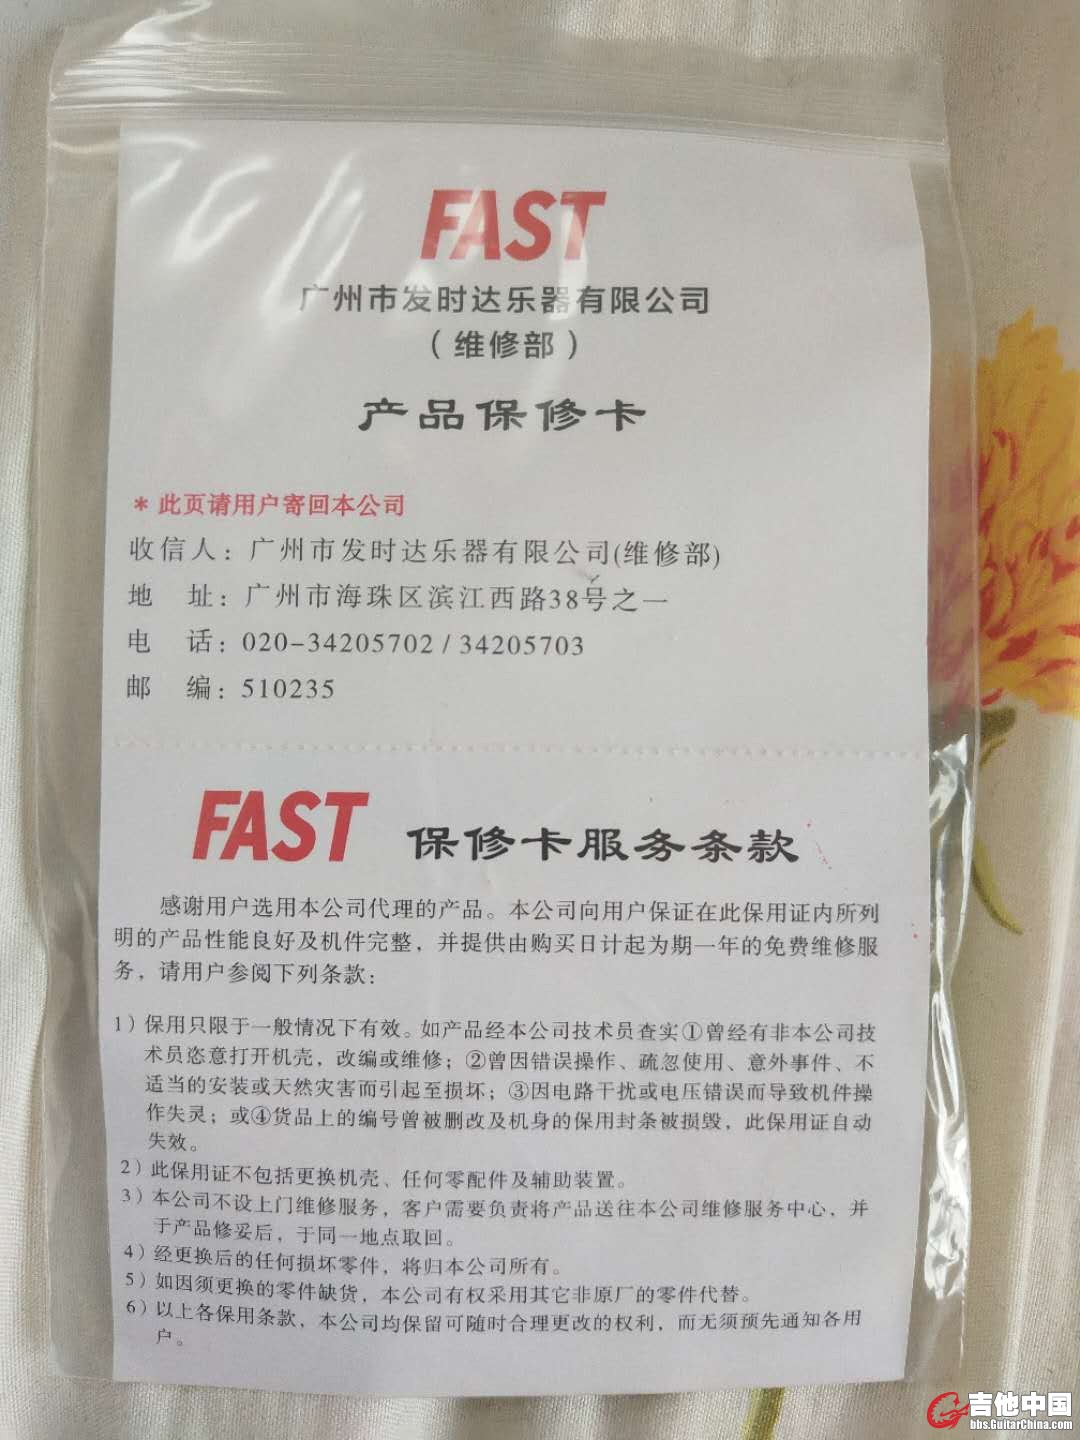 FAST
广州市发时达乐器有限公司
（维修部）
产品保修卡
*此页请用户寄回本公司
收信人：广州市发时达乐器有限公司(维修部)
地 址：广州市海珠区滨江西路38号之一
电 话：020-34205702 / 34205703
邮 编：510235
FAST 保修卡服务条款
感谢用户选用本公司代理的产品。本公司向用户保证在此保用证内所列
明的产品性能良好及机件完整，并提供由购买日计起为期一年的免费维修服
务，请用户参阅下列条款：
1）保用只限于一般情况下有效。如产品经本公司技术员查实①曾经有非本公司技
术员恣意打开机壳，改编或维修；②曾因错误操作、疏忽使用、意外事件、不
适当的安装或天然灾害而引起至损坏；③因电路干扰或电压错误而导致机件操
作失灵；或④货品上的编号曾被删改及机身的保用封条被损毁，此保用证自动
失效。
2）此保用证不包括更换机壳、任何零配件及辅助装置。
3）本公司不设上门维修服务，客户需要负责将产品送往本公司维修服务中心，并
于产品修妥后，于同一地点取回。
4）经更换后的任何损坏零件，将归本公司所有。
5）如因须更换的零件缺货，本公司有权采用其它非原厂的零件代替。
6）以上各保用条款，本公司均保留可随时合理更改的权利，而无须预先通知各用
户。
吉他中国
bbs.GuitarChina.com